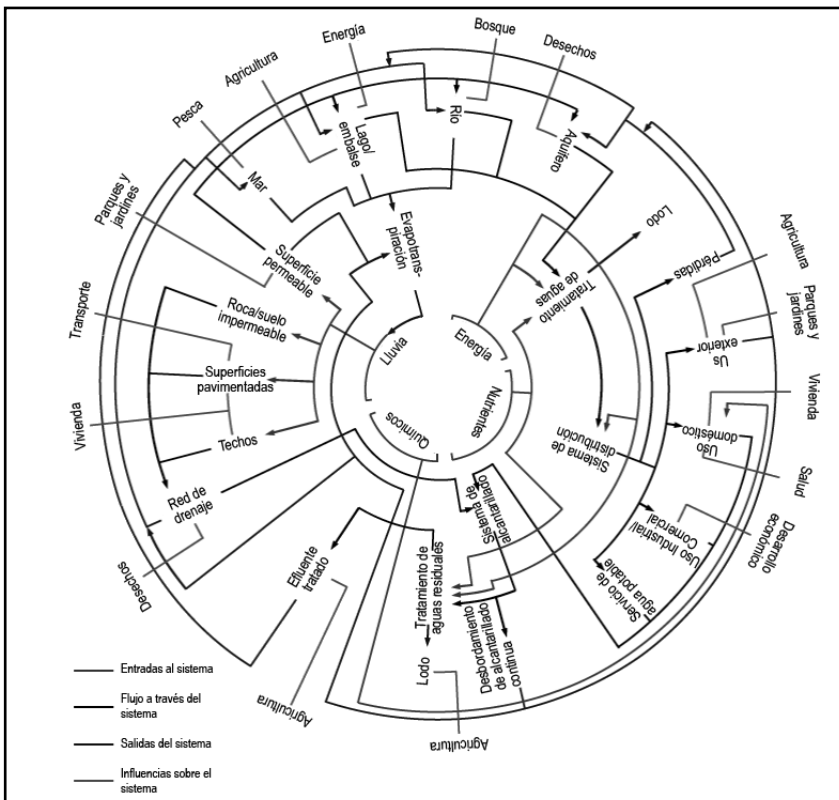 Bosque
Energía
Desechos
Agricultura
Río
Pesca
Lago/
embalse
Aquífero
Mar
Parques y
jardines
Lodo
Evapotrans-
piración
Superficie
permeable
Agricultura
Pérdidas
Tratamiento
de aguas
Transporte
Roca/suelo
impermeable
Parques y
jardines
Energía
Lluvia
Us
exterior
Superficies
pavimentadas
Vivienda
Nutrientes
Químicos
Uso
doméstico
Vivienda
Techos
Sistema de
distribución
Salud
Red de
drenaje
Sistema de
alcantarillado
Uso Industrial/
Comercial
Desarrollo
económico
Desechos
Efluente
tratado
Tratamiento de
aguas residuales
Servicio de
agua potable
Desbordamiento
de alcantarillado
continua
Lodo
Agricultura
Agricultura
Entradas al sistema
Flujo a través del
sistema
Salidas del sistema
Influencias sobre el
sistema